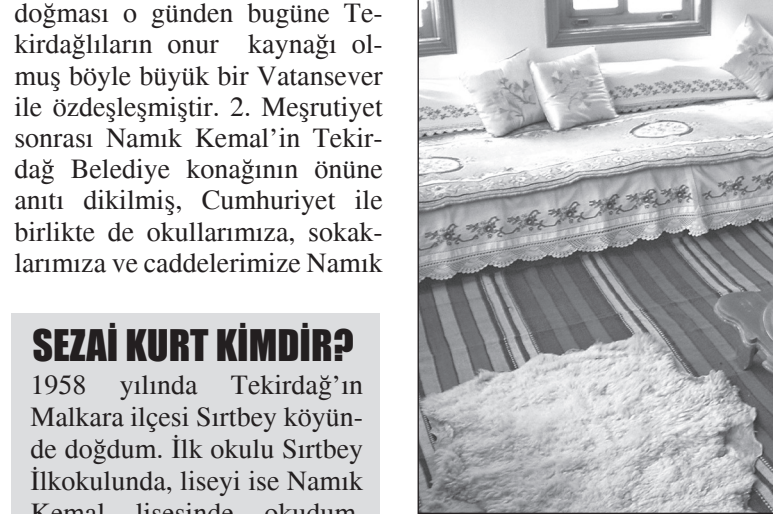 doğması o günden bugüne Te-
kirdağlıların onur kaynağı ol-
muş böyle büyük bir Vatansever
ile özdeşleşmiştir. 2. Meşrutiyet
sonrası Namık Kemal'in Tekir-
dağ Belediye konağının önüne
anıtı dikilmiş, Cumhuriyet ile
birlikte de okullarımıza, sokak-
larımıza ve caddelerimize Namık
SEZAİ KURT KİMDİR?
1958 yılında Tekirdağ'ın
Malkara ilçesi Sırtbey köyün-
de doğdum. İlk okulu Sırtbey
İlkokulunda, liseyi ise Namık
Kemal lisesinde okudum.